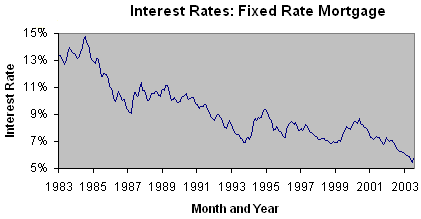 Interest Rates: Fixed Rate Mortgage
15%
13%
11%
9%
7%
5%
Interest Rate
1983 1985 1987 1989 1991 1993 1995 1997 1999 2001 2003
Month and Year